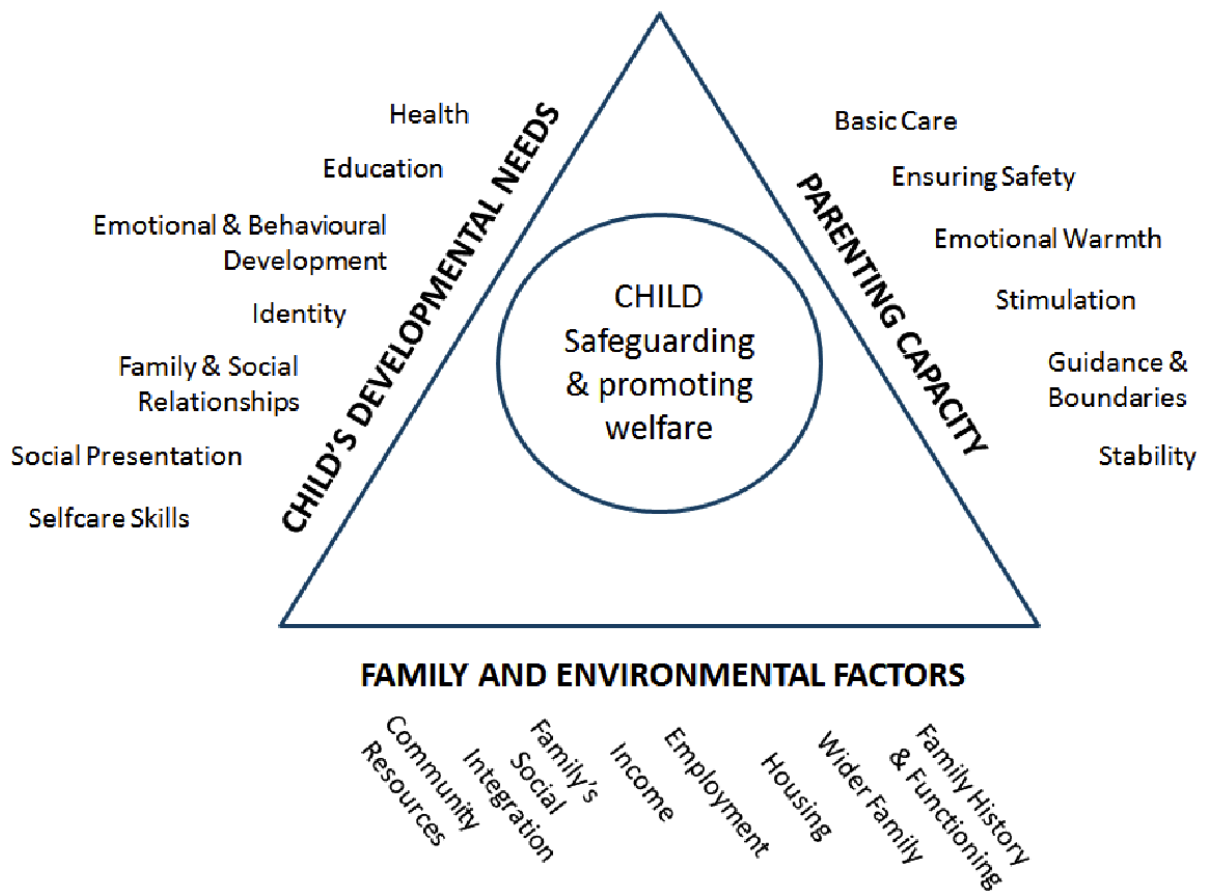 Health
Education
Emotional & Behavioural
Development
Identity
Family & Social
Relationships
Social Presentation
Selfcare Skills
CHILD'S DEVELOPMENTAL NEEDS
CHILD
Safeguarding
& promoting
welfare
PARENTING CAPACITY
Basic Care
Ensuring Safety
Emotional Warmth
Stimulation
Guidance &
Boundaries
Stability
FAMILY AND ENVIRONMENTAL FACTORS
Community
Resources
Family's
Social
Integration
Income
Employment
Housing
Wider Family
Family History
& Functioning